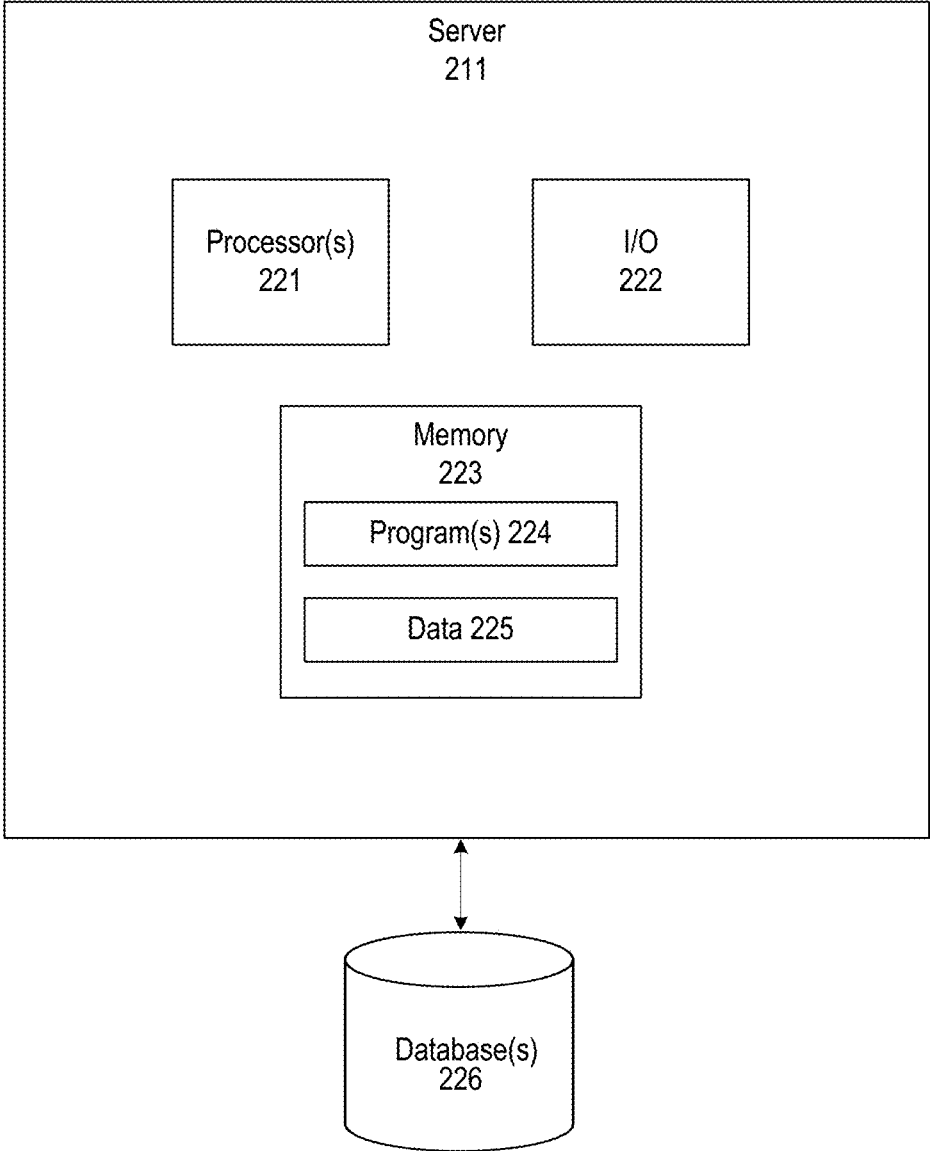 Server
211
Processor(s)
221
I/O
222
Memory
223
Program(s) 224
Data 225
Database(s)
226